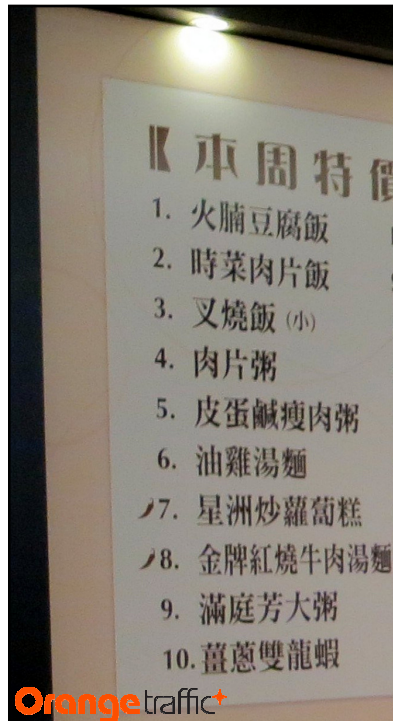 【本周特價
1. 火腩豆腐飯
2. 時菜肉片飯
3. 叉燒飯 (小)
4. 肉片粥
5. 皮蛋鹹瘦肉粥
6. 油雞湯麵
7. 星洲炒蘿蔔糕
8. 金牌紅燒牛肉湯麵
9. 滿庭芳大粥
10. 薑蔥雙龍蝦
Orangetraffic+